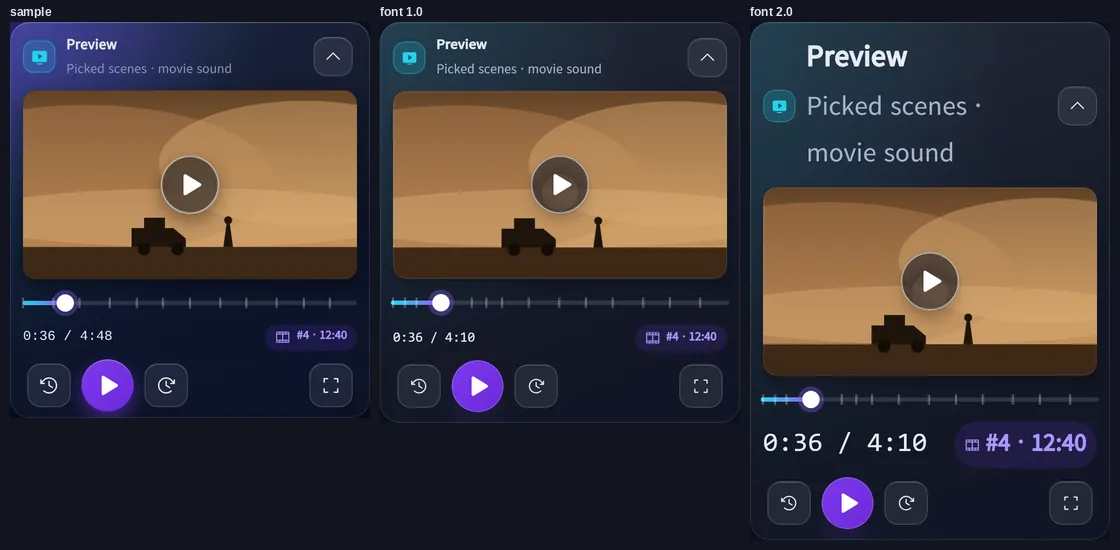 sample
Preview
Picked scenes · movie sound
0:36 / 4:48
#4 · 12:40
font 1.0
Preview
Picked scenes · movie sound
0:36 / 4:10
#4 · 12:40
font 2.0
Preview
Picked scenes ·
movie sound
0:36 / 4:10
#4 · 12:40